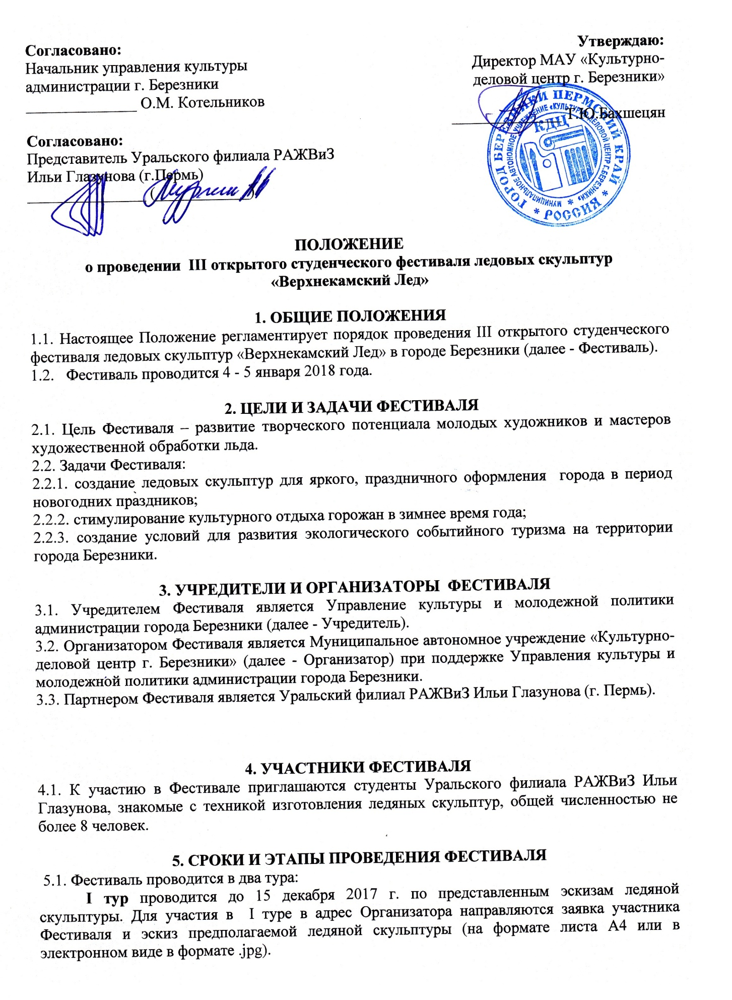 Согласовано:
Начальник управления культуры
администрации г. Березники
_______________ О.М. Котельников
Утверждаю:
Директор МАУ «Культурно-
деловой центр г. Березники»
_______________ Т.Ю.Бахшецян
ГОРОД БЕРЕЗНИКИ ПЕРМСКИЙ КРАЙ * РОССИЯ *
МУНИЦИПАЛЬНОЕ АВТОНОМНОЕ УЧРЕЖДЕНИЕ «КУЛЬТУРНО-ДЕЛОВОЙ ЦЕНТР Г.БЕРЕЗНИКИ» *
КДЦ
Согласовано:
Представитель Уральского филиала РАЖВиЗ
Ильи Глазунова (г.Пермь)
ПОЛОЖЕНИЕ
о проведении III открытого студенческого фестиваля ледовых скульптур
«Верхнекамский Лед»
1. ОБЩИЕ ПОЛОЖЕНИЯ
1.1. Настоящее Положение регламентирует порядок проведения III открытого студенческого
фестиваля ледовых скульптур «Верхнекамский Лед» в городе Березники (далее - Фестиваль).
1.2. Фестиваль проводится 4 - 5 января 2018 года.
2. ЦЕЛИ И ЗАДАЧИ ФЕСТИВАЛЯ
2.1. Цель Фестиваля – развитие творческого потенциала молодых художников и мастеров
художественной обработки льда.
2.2. Задачи Фестиваля:
2.2.1. создание ледовых скульптур для яркого, праздничного оформления города в период
новогодних праздников;
2.2.2. стимулирование культурного отдыха горожан в зимнее время года;
2.2.3. создание условий для развития экологического событийного туризма на территории
города Березники.
3. УЧРЕДИТЕЛИ И ОРГАНИЗАТОРЫ ФЕСТИВАЛЯ
3.1. Учредителем Фестиваля является Управление культуры и молодежной политики
администрации города Березники (далее - Учредитель).
3.2. Организатором Фестиваля является Муниципальное автономное учреждение «Культурно-
деловой центр г. Березники» (далее - Организатор) при поддержке Управления культуры и
молодежной политики администрации города Березники.
3.3. Партнером Фестиваля является Уральский филиал РАЖВиЗ Ильи Глазунова (г. Пермь).
4. УЧАСТНИКИ ФЕСТИВАЛЯ
4.1. К участию в Фестивале приглашаются студенты Уральского филиала РАЖВиЗ Ильи
Глазунова, знакомые с техникой изготовления ледяных скульптур, общей численностью не
более 8 человек.
5. СРОКИ И ЭТАПЫ ПРОВЕДЕНИЯ ФЕСТИВАЛЯ
5.1. Фестиваль проводится в два тура:
I тур проводится до 15 декабря 2017 г. по представленным эскизам ледяной
скульптуры. Для участия в I туре в адрес Организатора направляются заявка участника
Фестиваля и эскиз предполагаемой ледяной скульптуры (на формате листа А4 или в
электронном виде в формате .jpg).